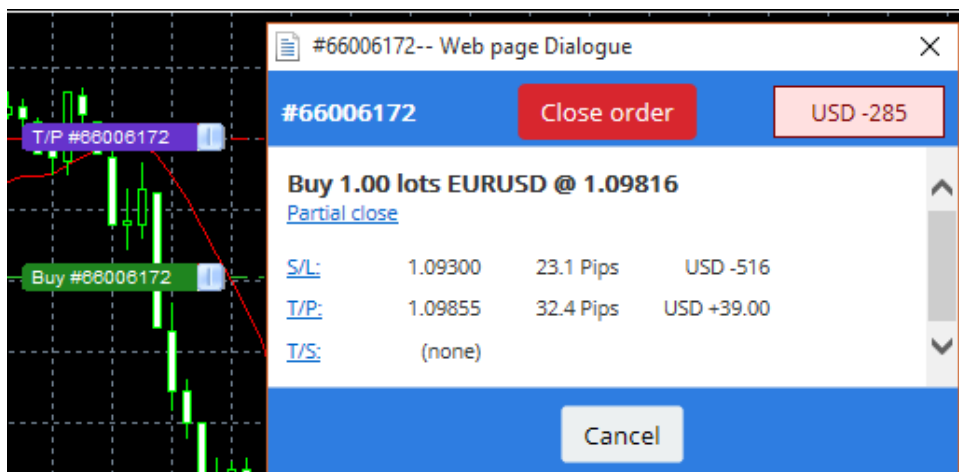 #66006172-- Web page Dialogue
#66006172 Close order USD -285
T/P #66006172
Buy 1.00 lots EURUSD @ 1.09816
Partial close
Buy #66006172
S/L: 1.09300 23.1 Pips USD -516
T/P: 1.09855 32.4 Pips USD +39.00
T/S: (none)
Cancel